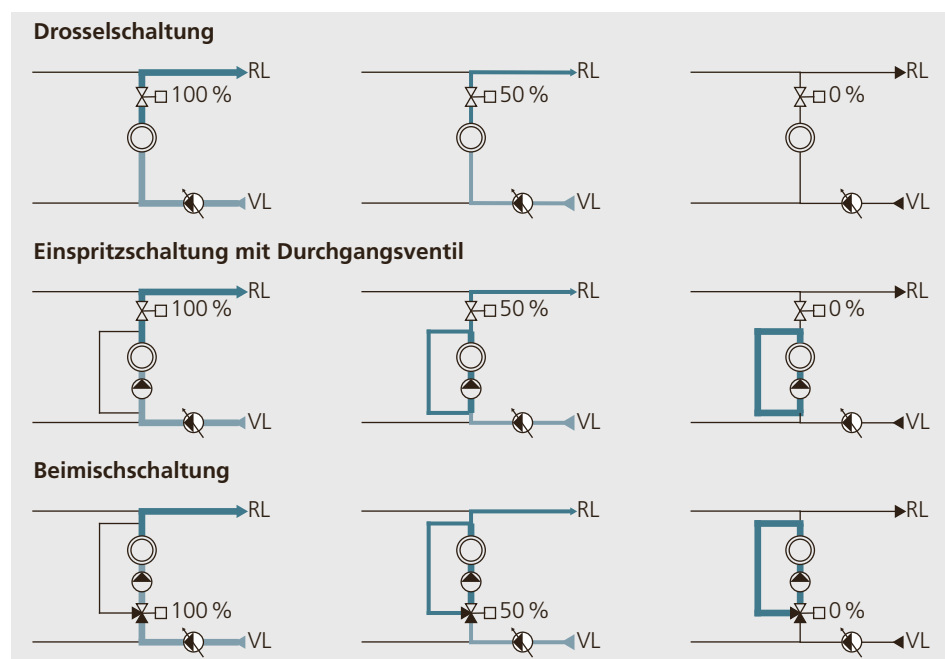 Drosselschaltung
RL RL RL
100 % 50 % 0 %
VL VL VL
Einspritzschaltung mit Durchgangsventil
RL RL RL
100 % 50 % 0 %
VL VL VL
Beimischschaltung
RL RL RL
100 % 50 % 0 %
VL VL VL